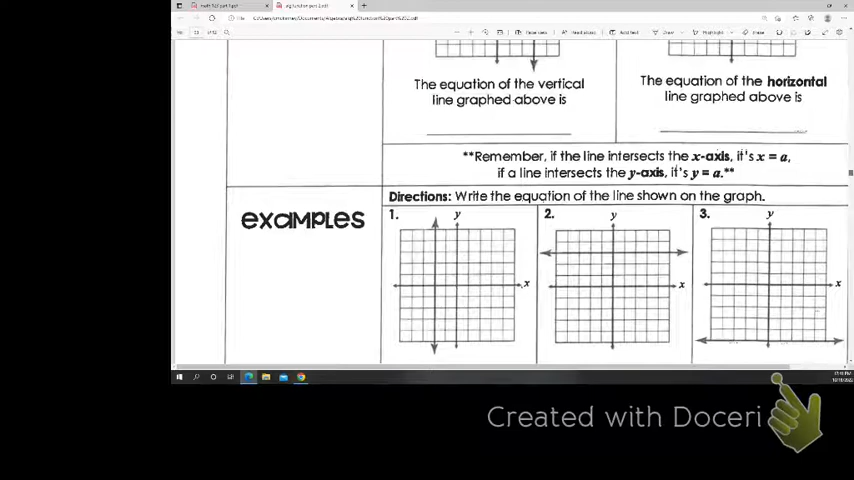 The equation of the vertical
line graphed above is
The equation of the horizontal
line graphed above is
**Remember, if the line intersects the x-axis, it's x = a,
if a line intersects the y-axis, it's y = a.**
Directions: Write the equation of the line shown on the graph.
examples
1.
y
x
2.
y
x
3.
y
x
Created with Doceri